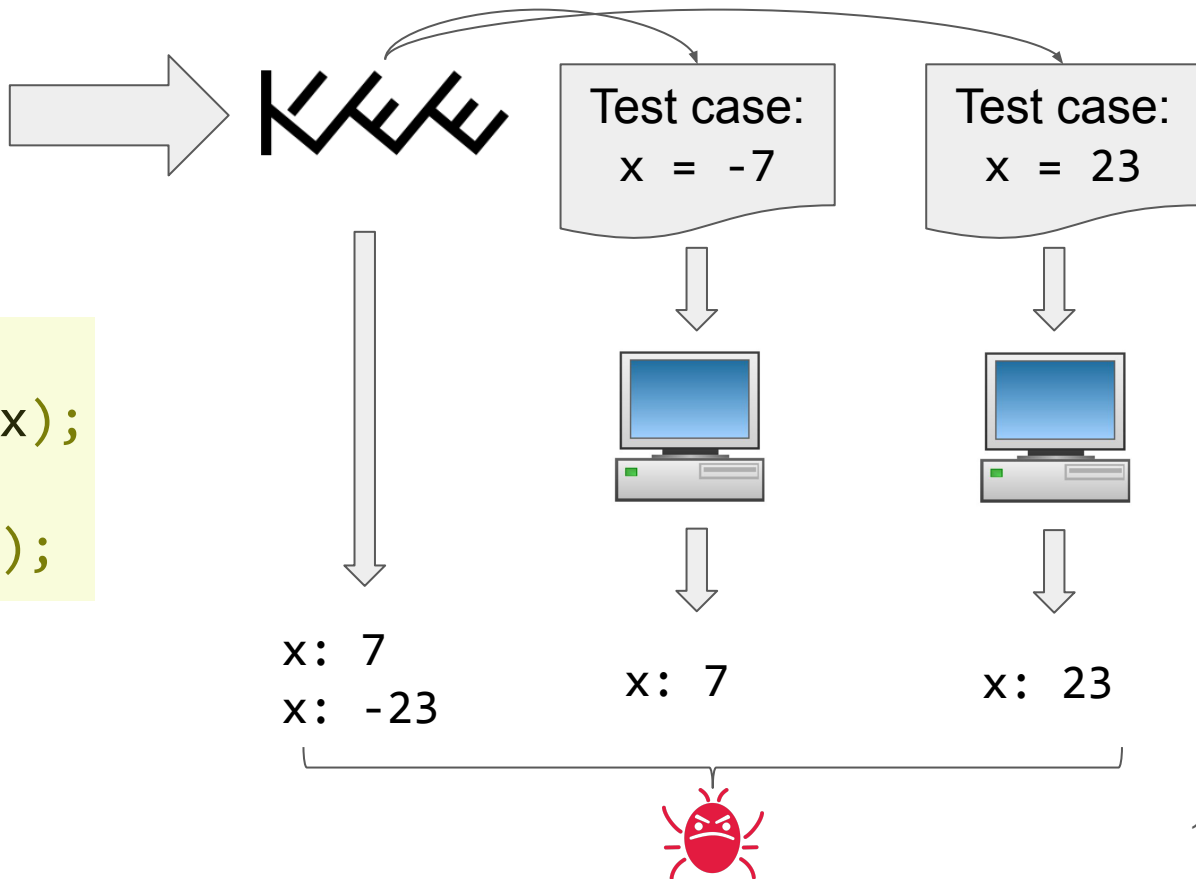 KLEE
Test case:
x = -7
Test case:
x = 23
x);
);
x: 7
x: -23
x: 7
x: 23